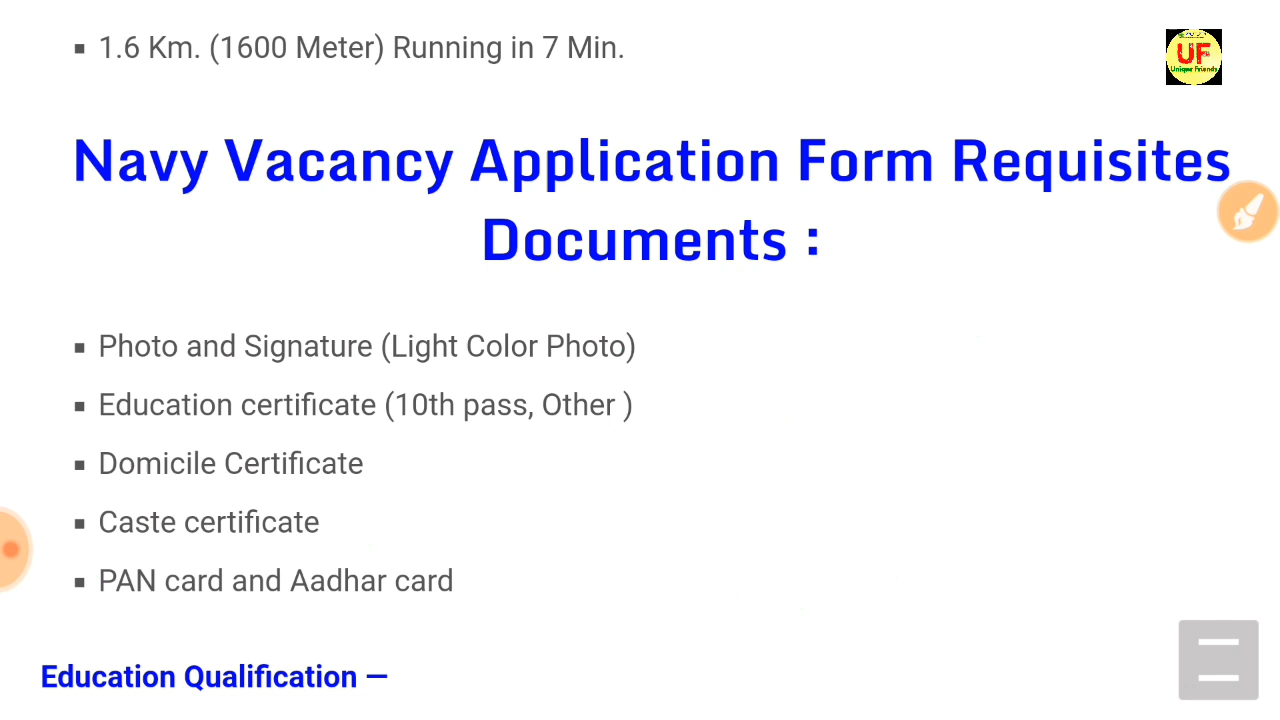 1.6 Km. (1600 Meter) Running in 7 Min.
UF
Unique Friends
Navy Vacancy Application Form Requisites
Documents :
Photo and Signature (Light Color Photo)
Education certificate (10th pass, Other )
Domicile Certificate
Caste certificate
PAN card and Aadhar card
Education Qualification —